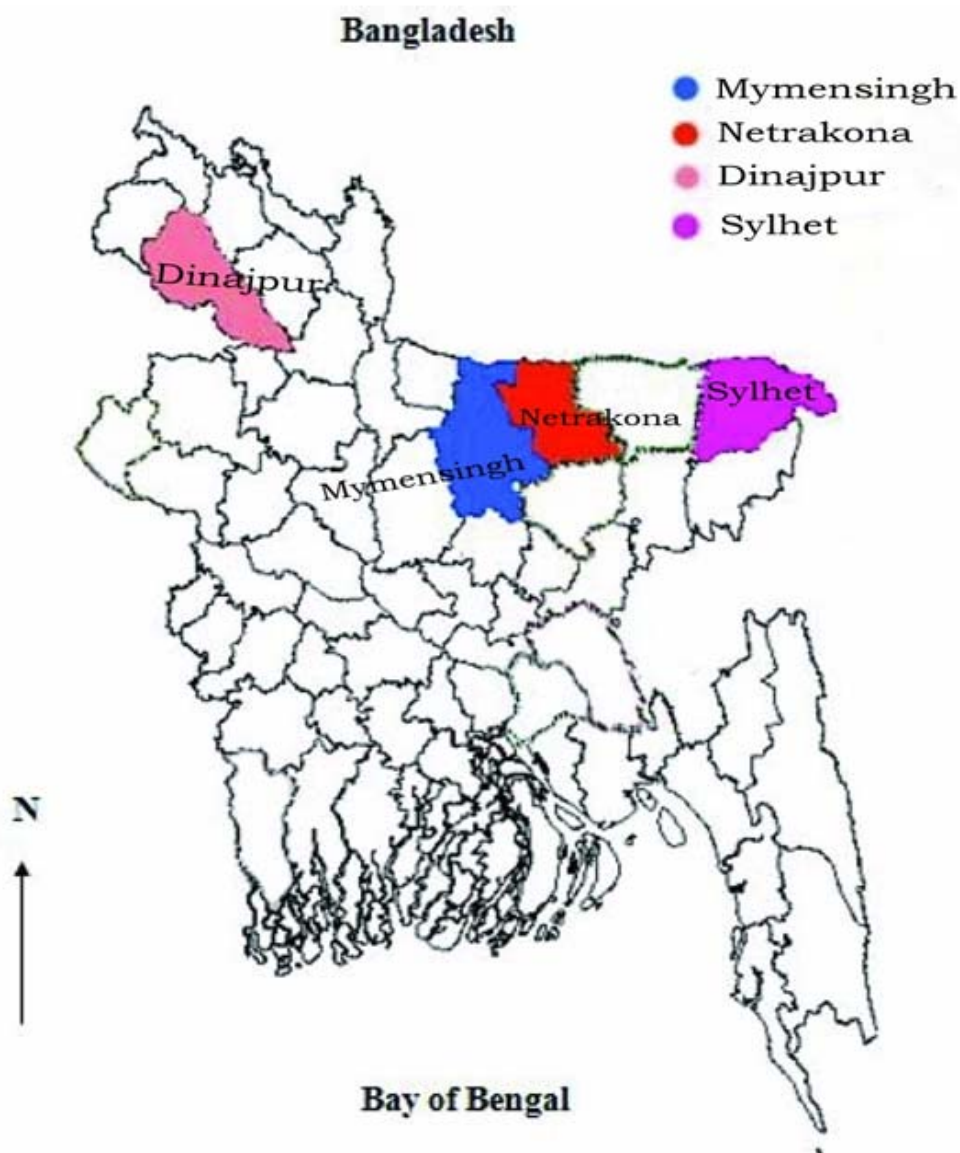 Bangladesh
Mymensingh
Netrakona
Dinajpur
Sylhet
Dinajpur
Sylhet
Netrakona
Mymensingh
N
Bay of Bengal